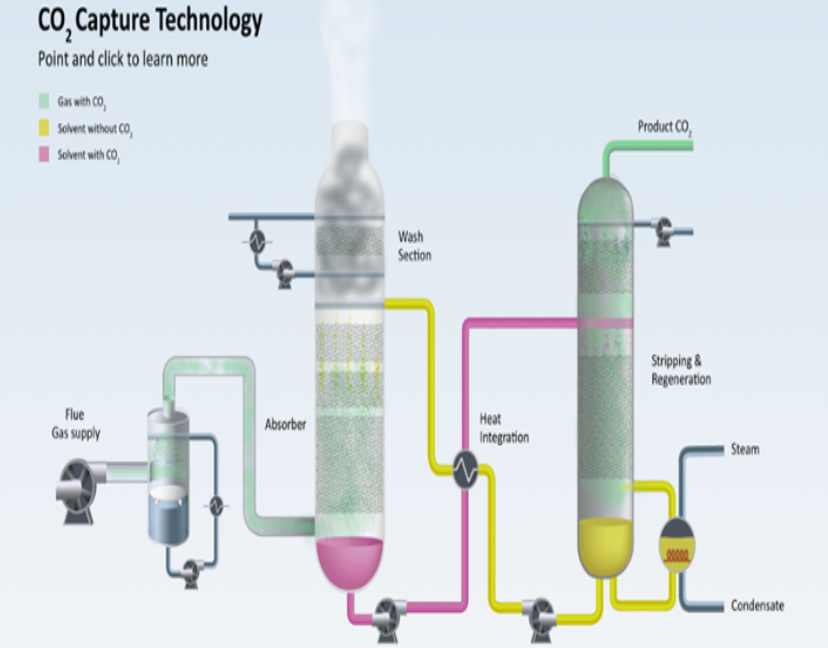 CO₂ Capture Technology
Point and click to learn more
Gas with CO₂
Solvent without CO₂
Solvent with CO₂
Product CO₂
Wash
Section
Stripping &
Regeneration
Flue
Gas supply
Absorber
Heat
Integration
Steam
Condensate